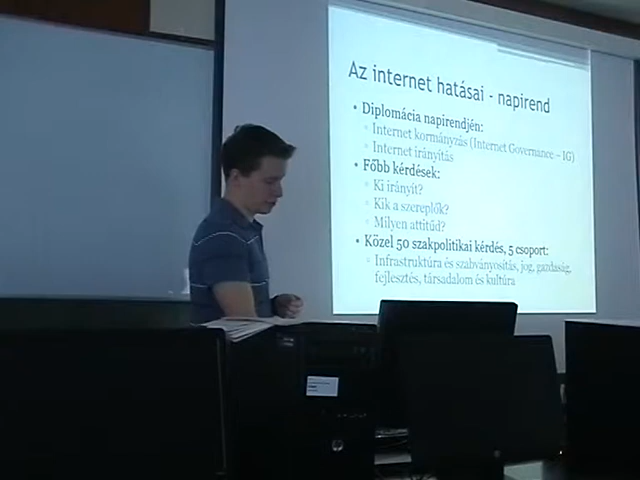 Az internet hatásai - napirend
• Diplomácia napirendjén:
Internet kormányzás (Internet Governance – IG)
Internet irányítás
• Főbb kérdések:
Ki irányít?
Kik a szereplők?
Milyen attitűd?
• Közel 50 szakpolitikai kérdés, 5 csoport:
Infrastruktúra és szabványosítás, jog, gazdaság,
fejlesztés, társadalom és kultúra
hp